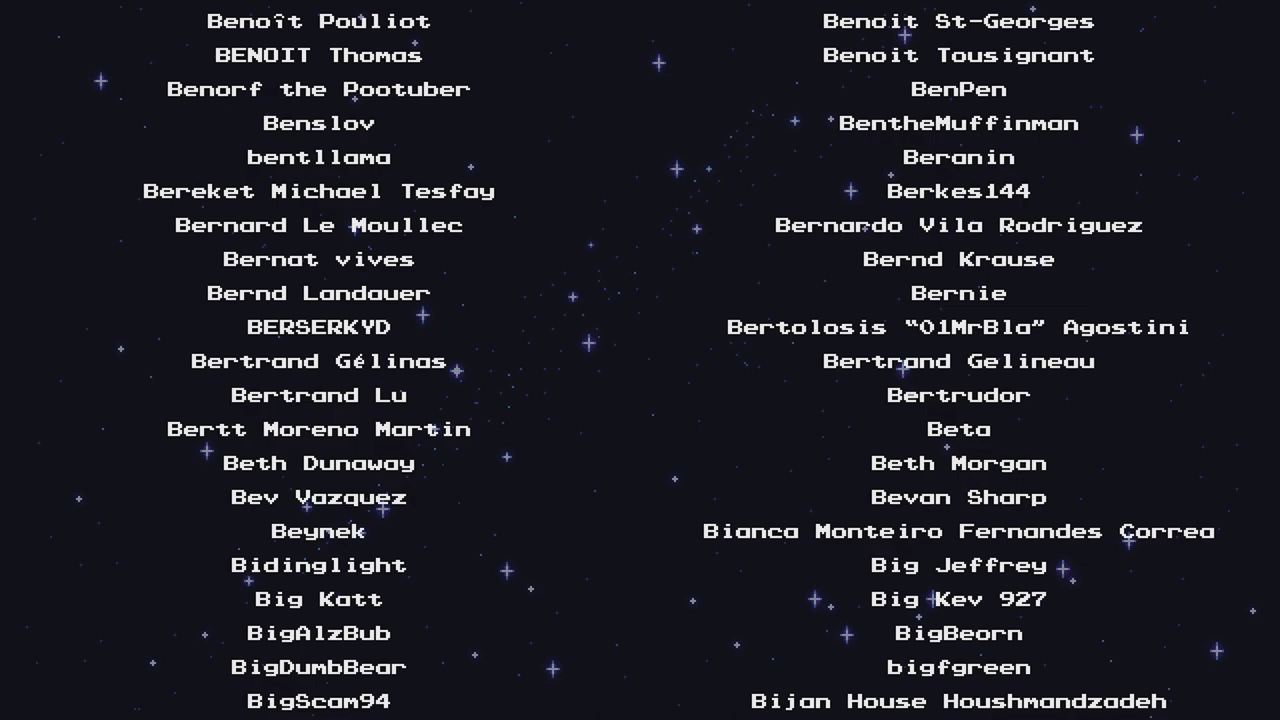 Benoît Pouliot
Benoit St-Georges
BENOIT Thomas
Benoit Tousignant
Benorf the Pootuber
BenPen
Benslov
BentheMuffinman
bentllama
Beranin
Bereket Michael Tesfay
Berkes144
Bernard Le Moullec
Bernardo Vila Rodriguez
Bernat vives
Bernd Krause
Bernd Landauer
Bernie
BERSERKYD
Bertolosis “01MrBla” Agostini
Bertrand Gélinas
Bertrand Gelineau
Bertrand Lu
Bertrudor
Bertt Moreno Martin
Beta
Beth Dunaway
Beth Morgan
Bev Vazquez
Bevan Sharp
Beynek
Bianca Monteiro Fernandes Correa
Bidinglight
Big Jeffrey
Big Katt
Big Kev 927
BigAlzBub
BigBeorn
BigDumbBear
bigfgreen
BigScam94
Bijan House Houshmandzadeh